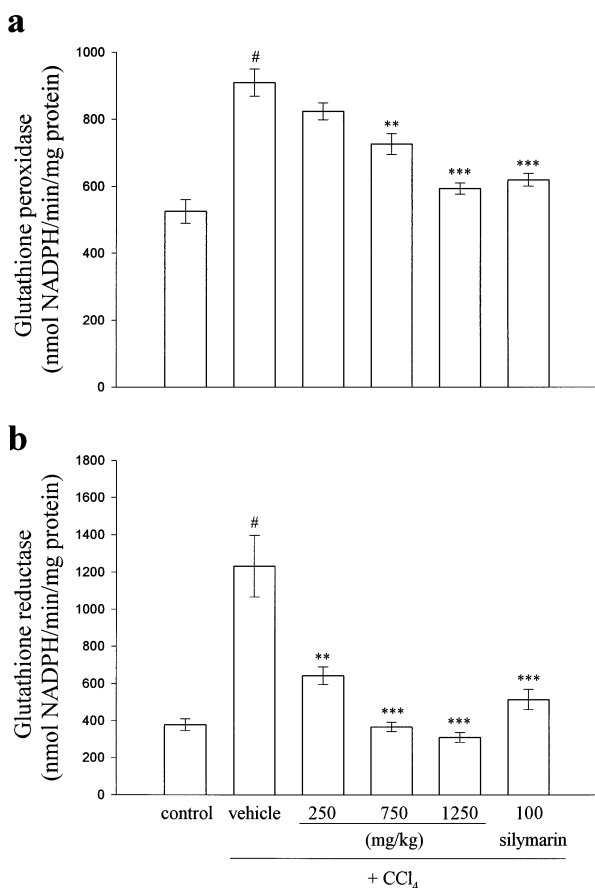 a
Glutathione peroxidase
(nmol NADPH/min/mg protein)
1000
800
600
400
200
0
#
**
***
***
b
Glutathione reductase
(nmol NADPH/min/mg protein)
1800
1600
1400
1200
1000
800
600
400
200
0
#
**
***
***
***
control vehicle 250 750 1250 100
(mg/kg) silymarin
+ CCl₄